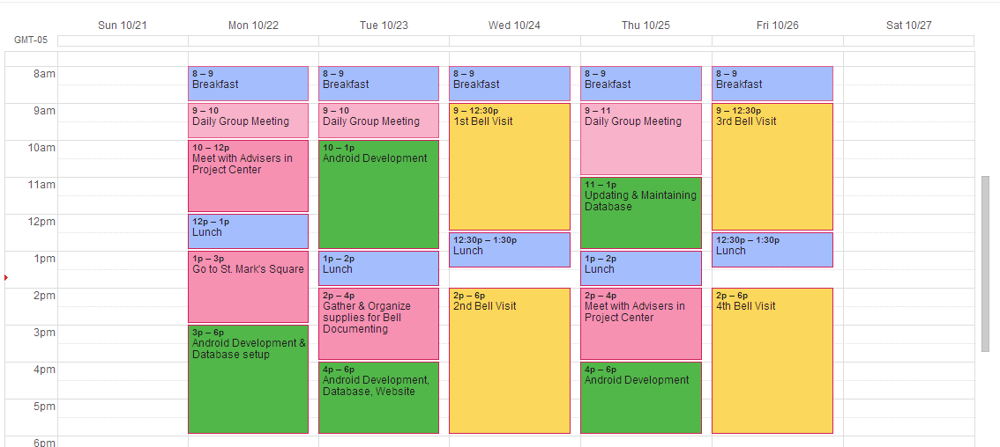 Sun 10/21
Mon 10/22
Tue 10/23
Wed 10/24
Thu 10/25
Fri 10/26
Sat 10/27
GMT-05
8am
9am
10am
11am
12pm
1pm
2pm
3pm
4pm
5pm
6pm
8 – 9
Breakfast
9 – 10
Daily Group Meeting
10 – 12p
Meet with Advisers in
Project Center
12p – 1p
Lunch
1p – 3p
Go to St. Mark's Square
3p – 6p
Android Development &
Database setup
8 – 9
Breakfast
9 – 10
Daily Group Meeting
10 – 1p
Android Development
1p – 2p
Lunch
2p – 4p
Gather & Organize
supplies for Bell
Documenting
4p – 6p
Android Development,
Database, Website
8 – 9
Breakfast
9 – 12:30p
1st Bell Visit
12:30p – 1:30p
Lunch
2p – 6p
2nd Bell Visit
8 – 9
Breakfast
9 – 11
Daily Group Meeting
11 – 1p
Updating & Maintaining
Database
1p – 2p
Lunch
2p – 4p
Meet with Advisers in
Project Center
4p – 6p
Android Development
8 – 9
Breakfast
9 – 12:30p
3rd Bell Visit
12:30p – 1:30p
Lunch
2p – 6p
4th Bell Visit